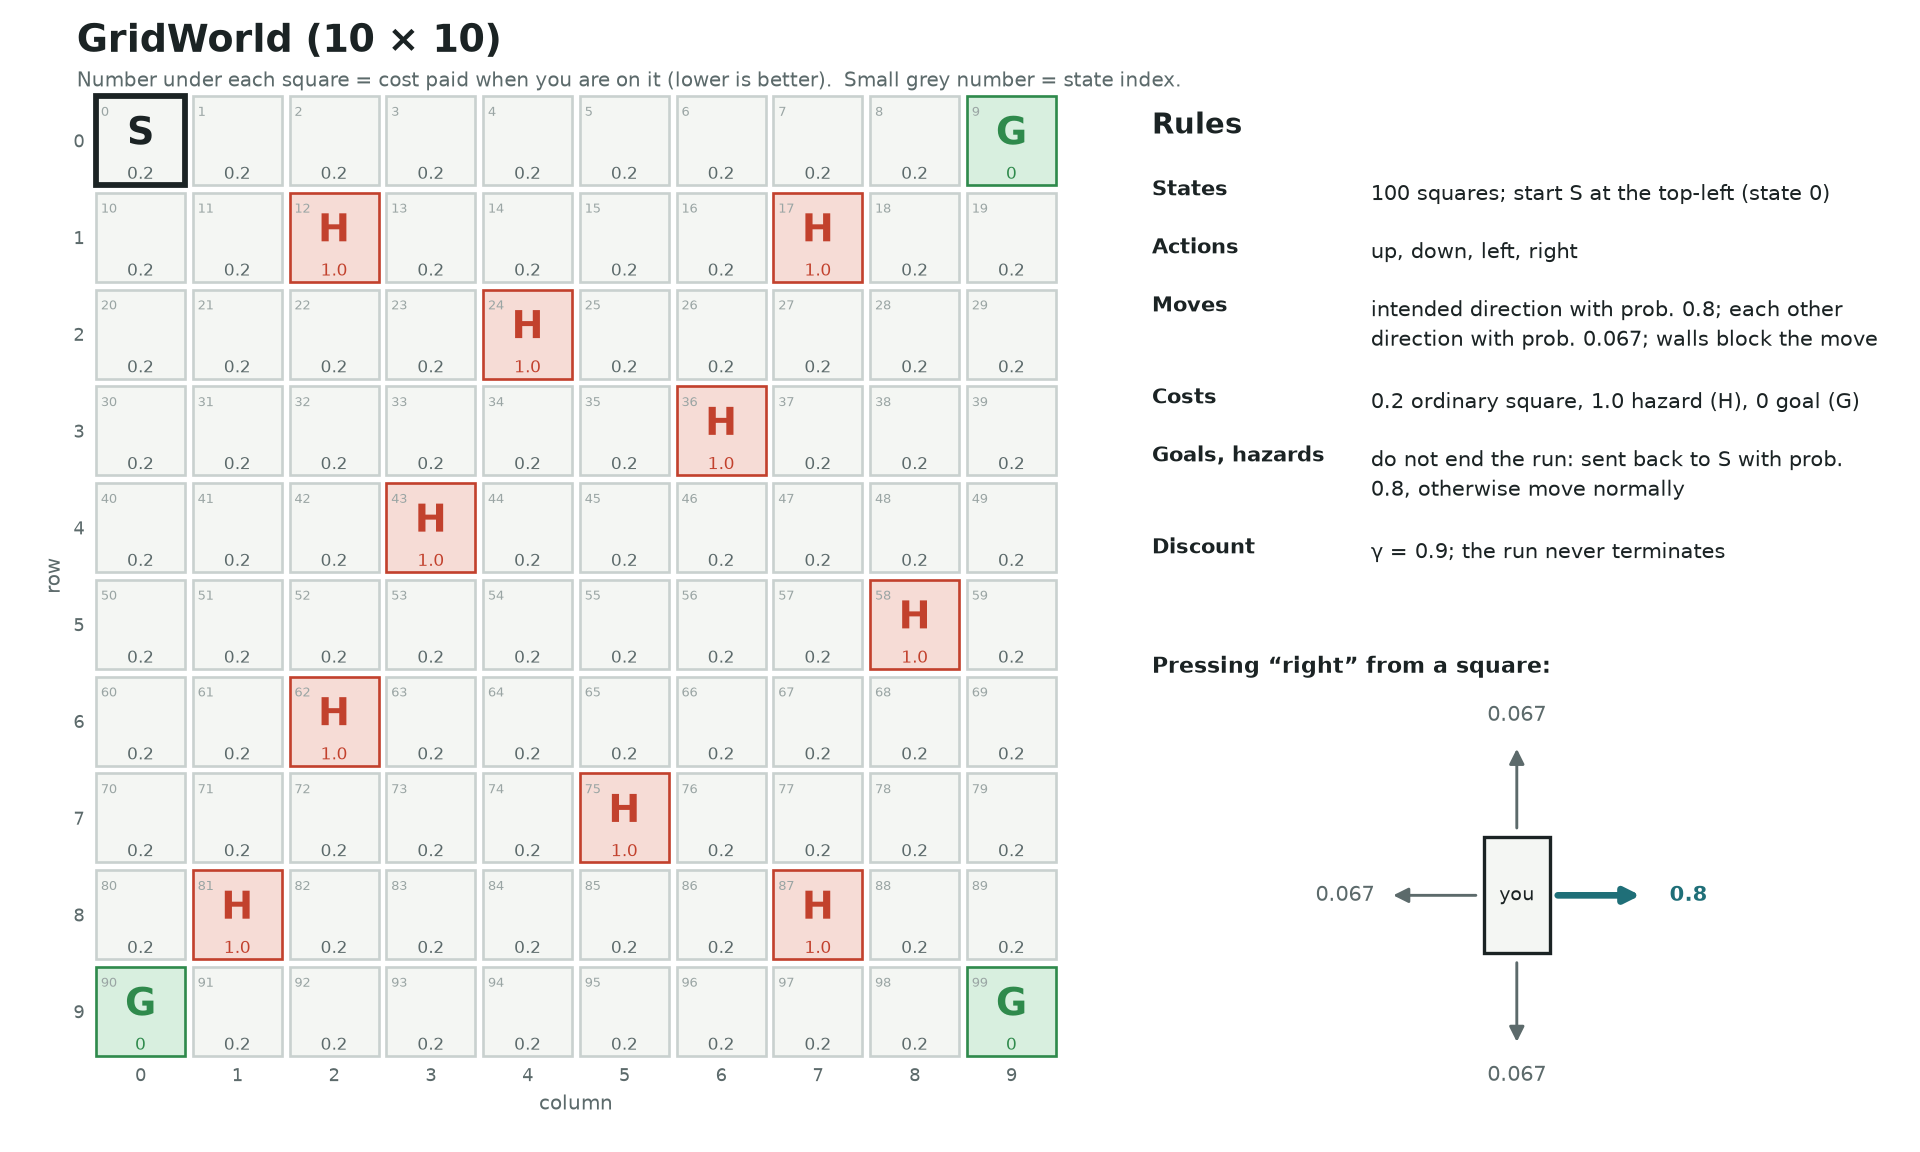 GridWorld (10 × 10)
Number under each square = cost paid when you are on it (lower is better).  Small grey number = state index.
0 1 2 3 4 5 6 7 8 9
0 S G
0.2 0.2 0.2 0.2 0.2 0.2 0.2 0.2 0.2 0
10 11 12 13 14 15 16 17 18 19
1 H H
0.2 0.2 1.0 0.2 0.2 0.2 0.2 1.0 0.2 0.2
20 21 22 23 24 25 26 27 28 29
2 H
0.2 0.2 0.2 0.2 1.0 0.2 0.2 0.2 0.2 0.2
30 31 32 33 34 35 36 37 38 39
3 H
0.2 0.2 0.2 0.2 0.2 0.2 1.0 0.2 0.2 0.2
40 41 42 43 44 45 46 47 48 49
4 H
0.2 0.2 0.2 1.0 0.2 0.2 0.2 0.2 0.2 0.2
50 51 52 53 54 55 56 57 58 59
5 H
0.2 0.2 0.2 0.2 0.2 0.2 0.2 0.2 1.0 0.2
60 61 62 63 64 65 66 67 68 69
6 H
0.2 0.2 1.0 0.2 0.2 0.2 0.2 0.2 0.2 0.2
70 71 72 73 74 75 76 77 78 79
7 H
0.2 0.2 0.2 0.2 0.2 1.0 0.2 0.2 0.2 0.2
80 81 82 83 84 85 86 87 88 89
8 H H
0.2 1.0 0.2 0.2 0.2 0.2 0.2 1.0 0.2 0.2
90 91 92 93 94 95 96 97 98 99
9 G G
0 0.2 0.2 0.2 0.2 0.2 0.2 0.2 0.2 0
0 1 2 3 4 5 6 7 8 9
column
row
Rules
States 100 squares; start S at the top-left (state 0)
Actions up, down, left, right
Moves intended direction with prob. 0.8; each other
direction with prob. 0.067; walls block the move
Costs 0.2 ordinary square, 1.0 hazard (H), 0 goal (G)
Goals, hazards do not end the run: sent back to S with prob.
0.8, otherwise move normally
Discount γ = 0.9; the run never terminates
Pressing “right” from a square:
0.067
0.067 you 0.8
0.067